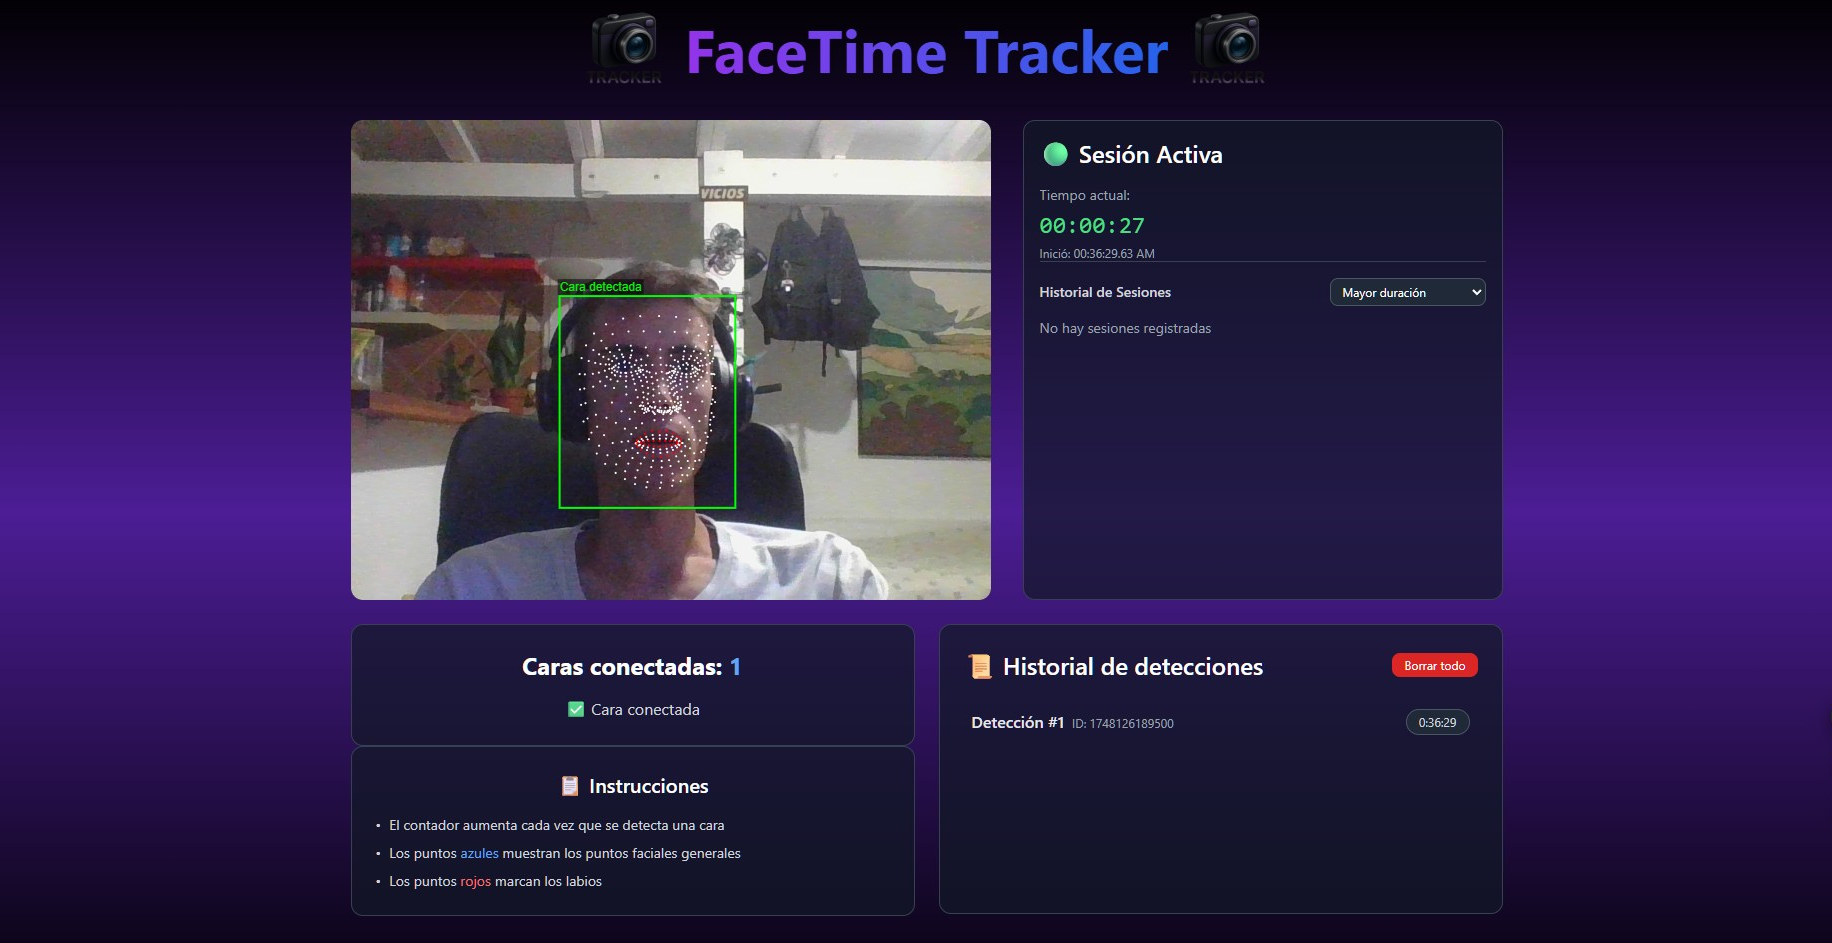 TRACKER
FaceTime Tracker
TRACKER
VICIOS
Cara detectada
Sesión Activa
Tiempo actual:
00:00:27
Inició: 00:36:29.63 AM
Historial de Sesiones
Mayor duración
No hay sesiones registradas
Caras conectadas: 1
Cara conectada
Instrucciones
• El contador aumenta cada vez que se detecta una cara
• Los puntos azules muestran los puntos faciales generales
• Los puntos rojos marcan los labios
Historial de detecciones
Borrar todo
Detección #1 ID: 1748126189500
0:36:29